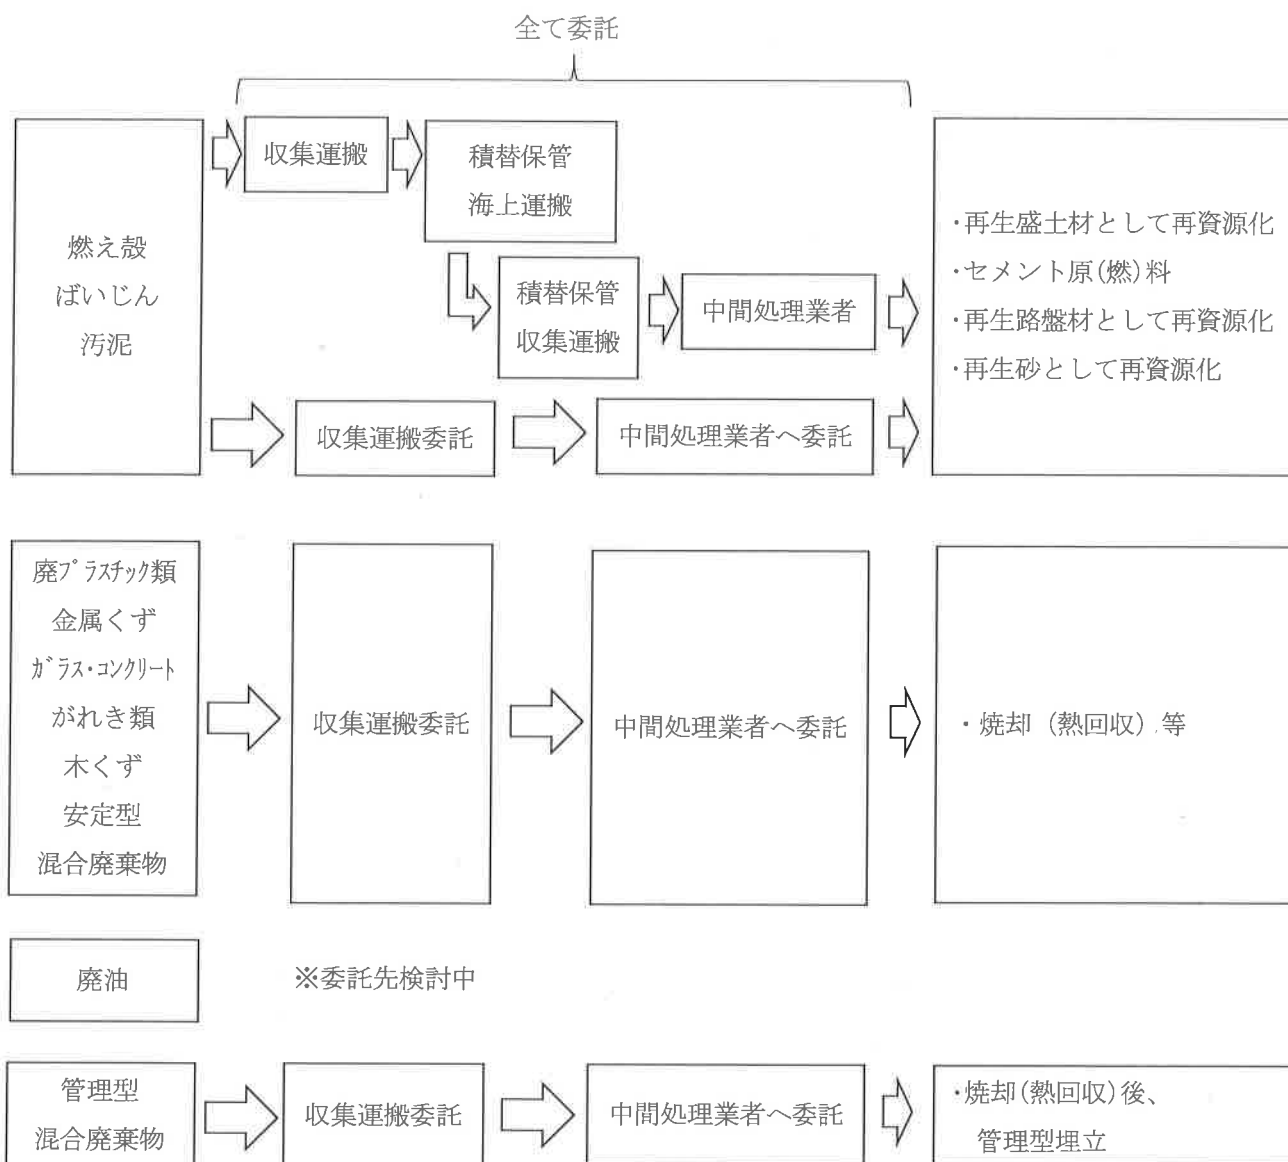 全て委託
燃え殻
ばいじん
汚泥
収集運搬
積替保管
海上運搬
積替保管
収集運搬
中間処理業者
収集運搬委託
中間処理業者へ委託
・再生盛土材として再資源化
・セメント原(燃)料
・再生路盤材として再資源化
・再生砂として再資源化
廃ﾌﾟﾗｽﾁｯｸ類
金属くず
ｶﾞﾗｽ・ｺﾝｸﾘｰﾄ
がれき類
木くず
安定型
混合廃棄物
収集運搬委託
中間処理業者へ委託
・焼却（熱回収）等
廃油
※委託先検討中
管理型
混合廃棄物
収集運搬委託
中間処理業者へ委託
・焼却(熱回収)後、
管理型埋立